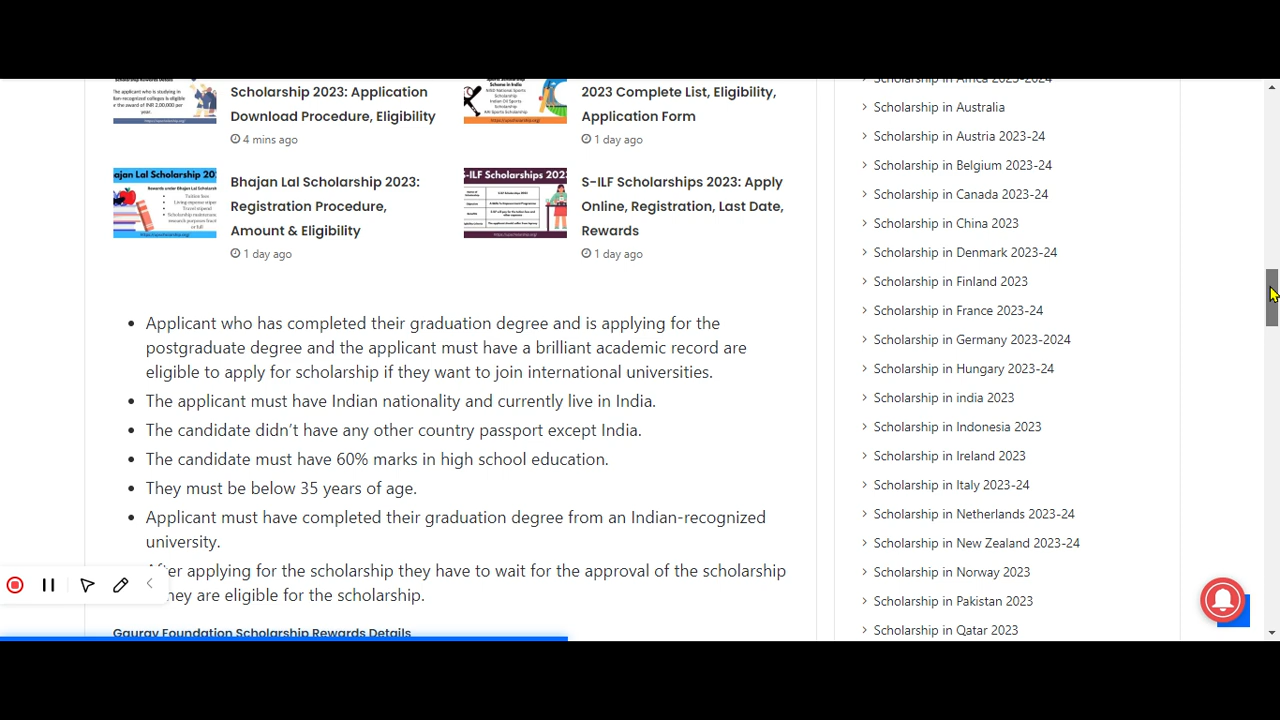 Scholarship 2023: Application
Download Procedure, Eligibility
4 mins ago
2023 Complete List, Eligibility,
Application Form
1 day ago
Bhajan Lal Scholarship 2023:
Registration Procedure,
Amount & Eligibility
1 day ago
S-ILF Scholarships 2023: Apply
Online, Registration, Last Date,
Rewards
1 day ago
Applicant who has completed their graduation degree and is applying for the
postgraduate degree and the applicant must have a brilliant academic record are
eligible to apply for scholarship if they want to join international universities.
The applicant must have Indian nationality and currently live in India.
The candidate didn't have any other country passport except India.
The candidate must have 60% marks in high school education.
They must be below 35 years of age.
Applicant must have completed their graduation degree from an Indian-recognized
university.
After applying for the scholarship they have to wait for the approval of the scholarship
they are eligible for the scholarship.
Gaurav Foundation Scholarship Rewards Details
Scholarship in Africa 2023-2024
Scholarship in Australia
Scholarship in Austria 2023-24
Scholarship in Belgium 2023-24
Scholarship in Canada 2023-24
Scholarship in China 2023
Scholarship in Denmark 2023-24
Scholarship in Finland 2023
Scholarship in France 2023-24
Scholarship in Germany 2023-2024
Scholarship in Hungary 2023-24
Scholarship in india 2023
Scholarship in Indonesia 2023
Scholarship in Ireland 2023
Scholarship in Italy 2023-24
Scholarship in Netherlands 2023-24
Scholarship in New Zealand 2023-24
Scholarship in Norway 2023
Scholarship in Pakistan 2023
Scholarship in Qatar 2023